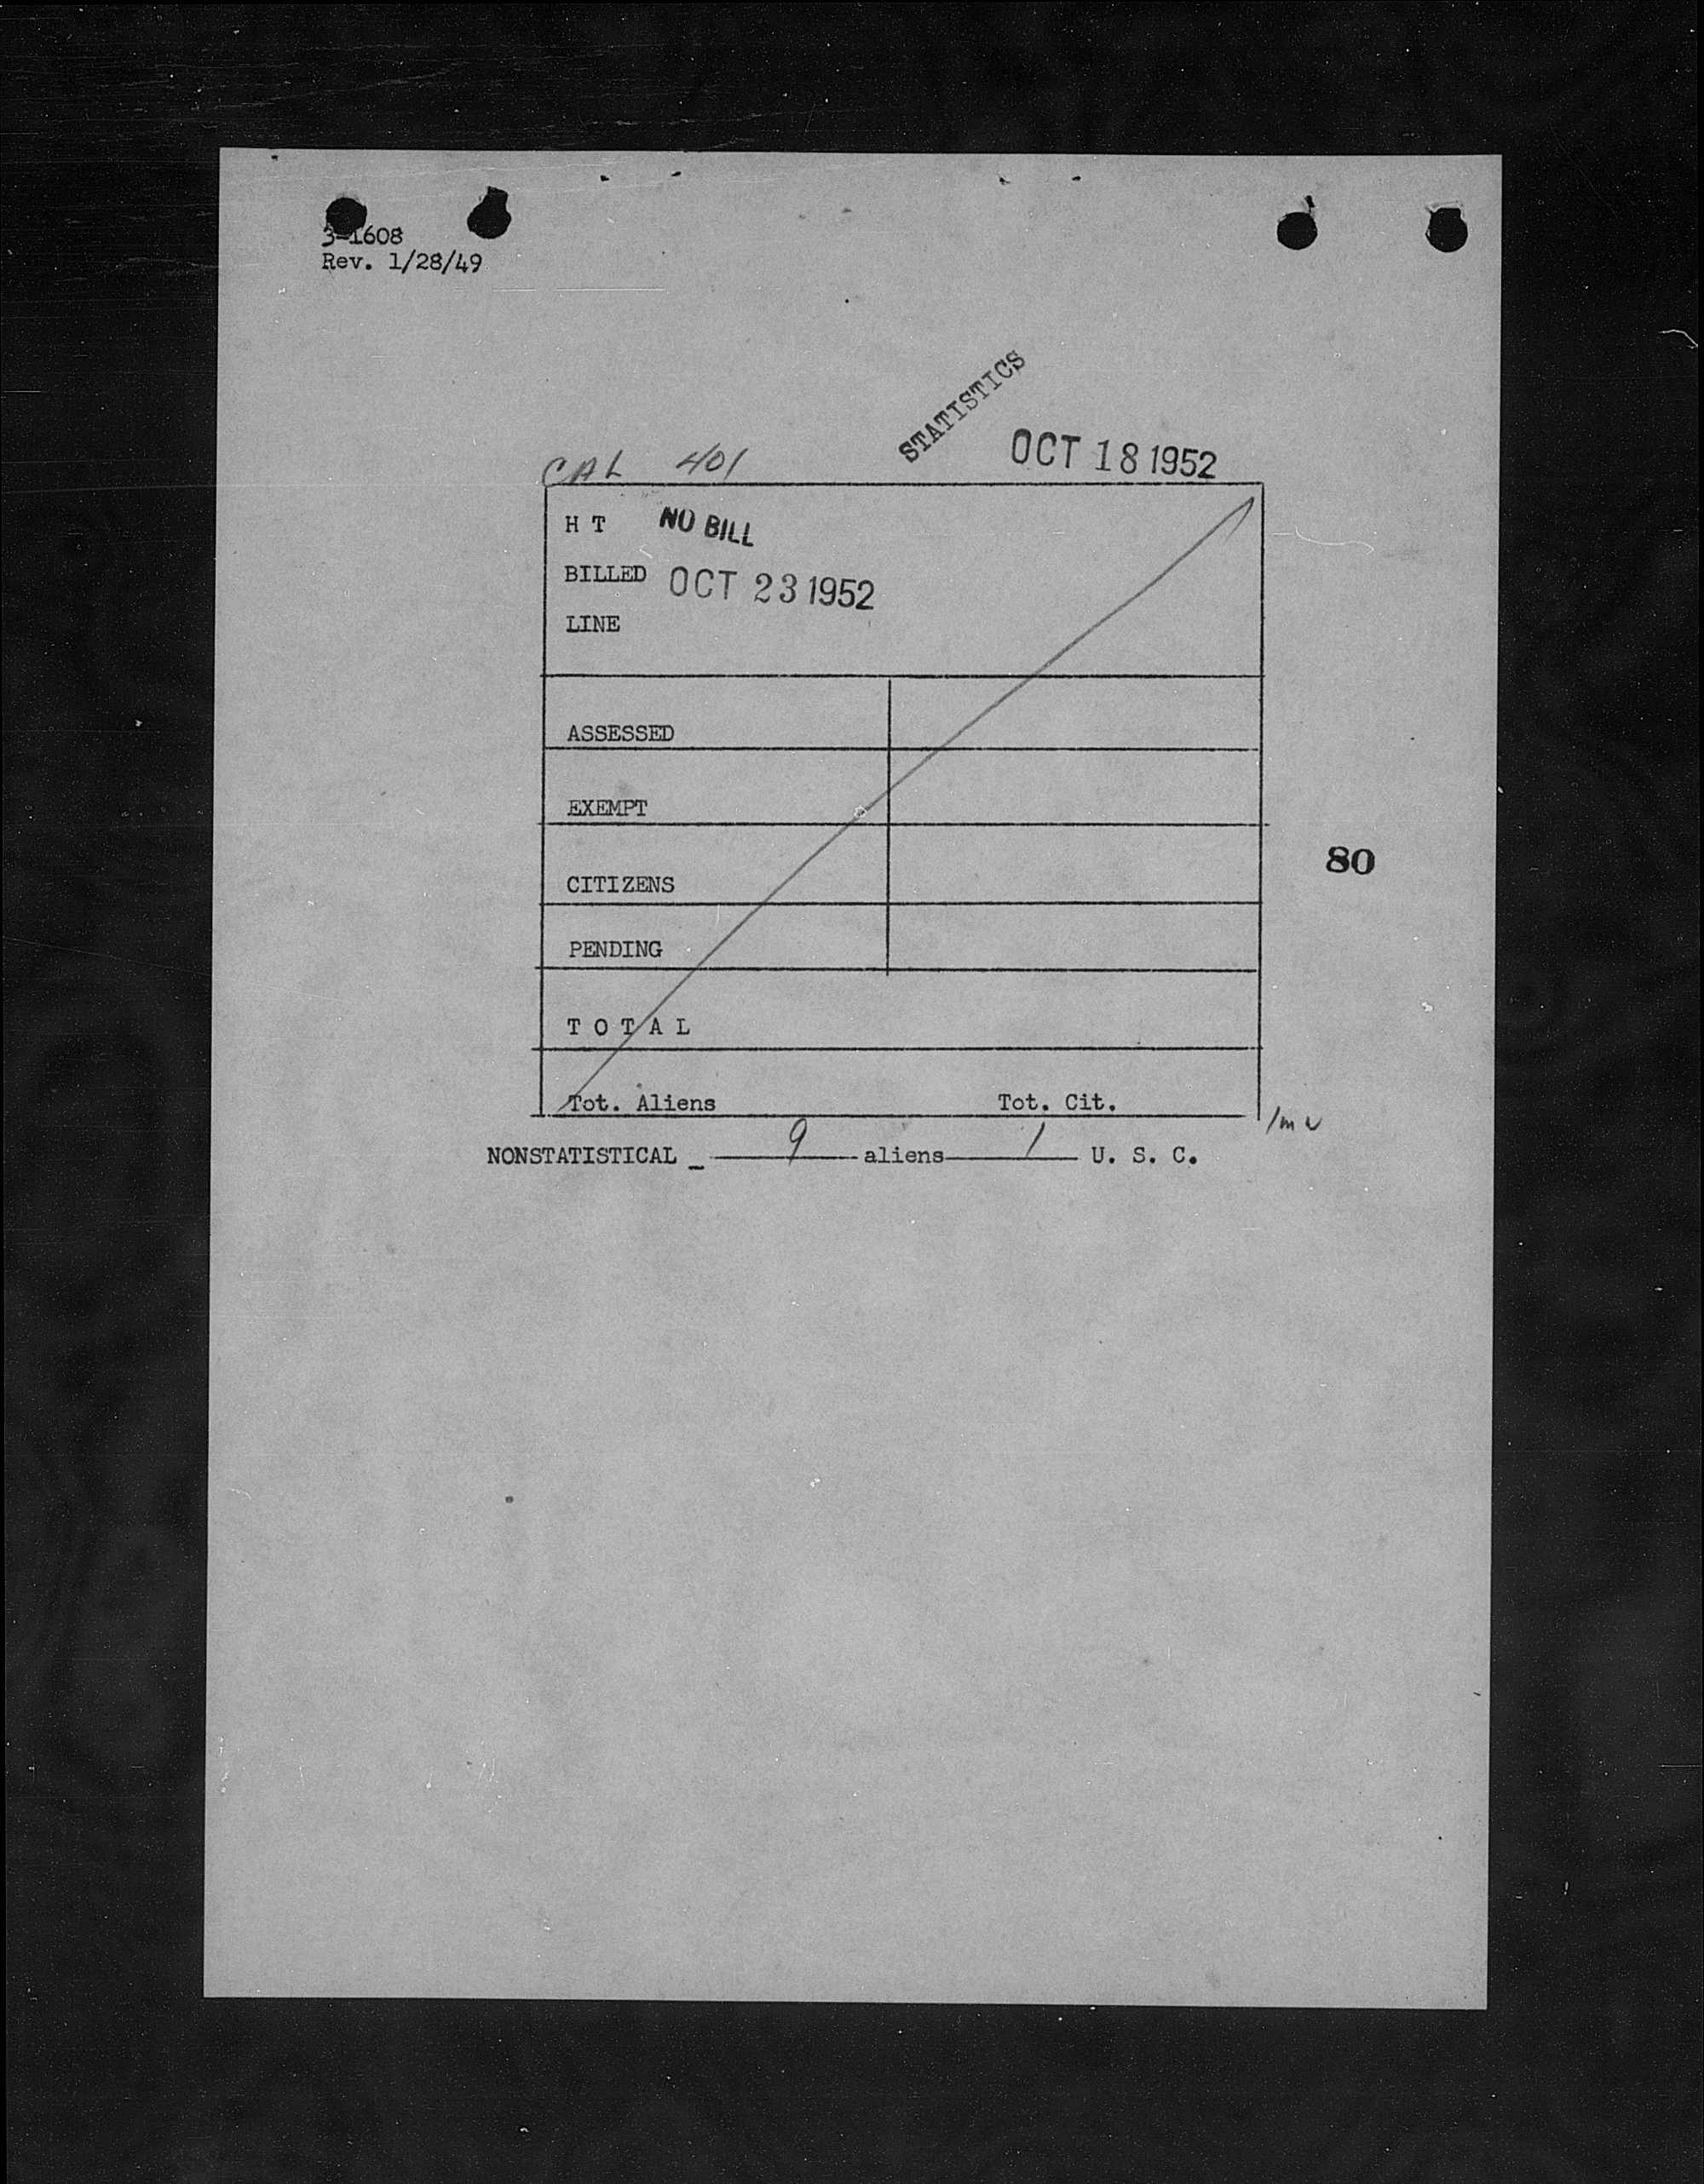 3-1608
Rev. 1/28/49
STATISTICS
CAL 401
OCT 18 1952
H T NO BILL
BILLED OCT 23 1952
LINE
ASSESSED
EXEMPT
80
CITIZENS
PENDING
T O T A L
Tot. Aliens Tot. Cit.
NONSTATISTICAL 9 aliens 1 U. S. C.